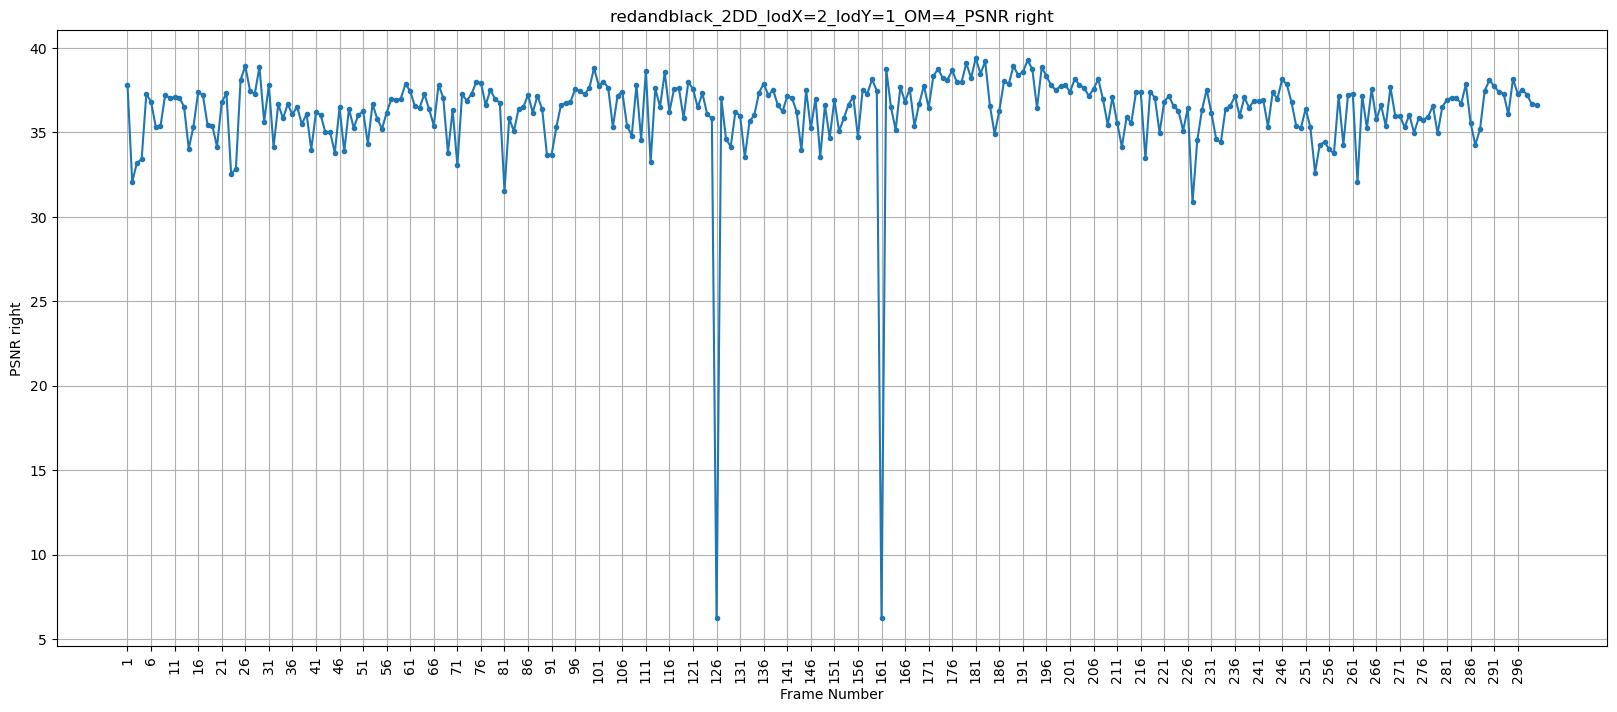 redandblack_2DD_lodX=2_lodY=1_OM=4_PSNR right
40
35
30
25
20
15
10
5
PSNR right
1 6 11 16 21 26 31 36 41 46 51 56 61 66 71 76 81 86 91 96 101 106 111 116 121 126 131 136 141 146 151 156 161 166 171 176 181 186 191 196 201 206 211 216 221 226 231 236 241 246 251 256 261 266 271 276 281 286 291 296
Frame Number